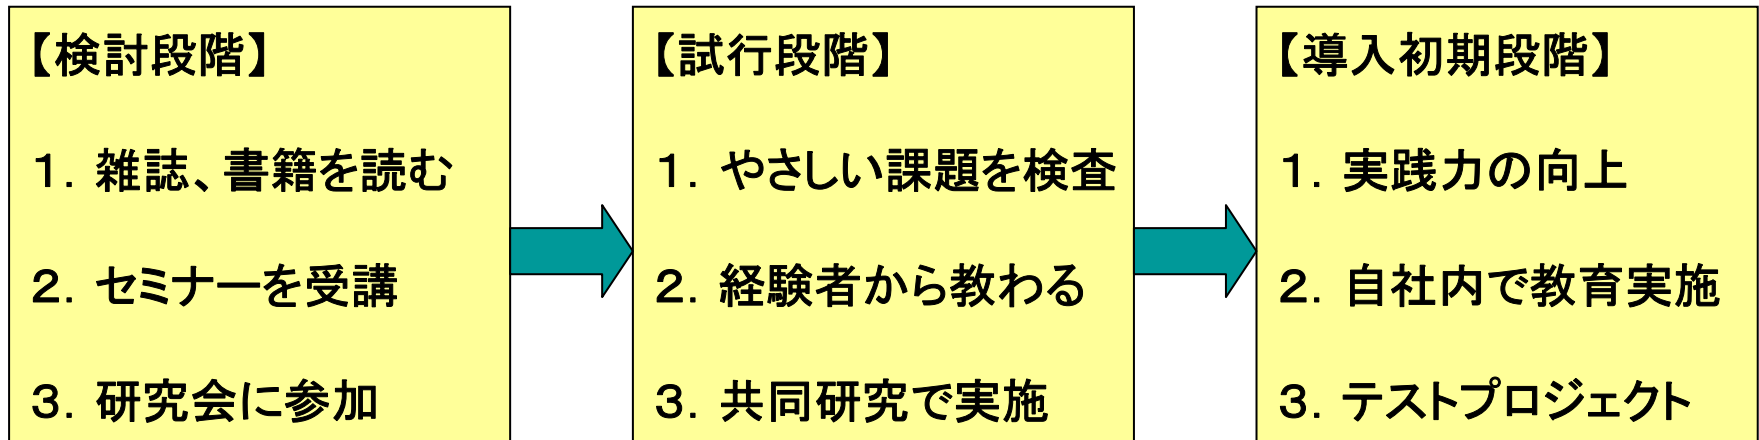 【検討段階】
１．雑誌、書籍を読む
２．セミナーを受講
３．研究会に参加
【試行段階】
１．やさしい課題を検査
２．経験者から教わる
３．共同研究で実施
【導入初期段階】
１．実践力の向上
２．自社内で教育実施
３．テストプロジェクト